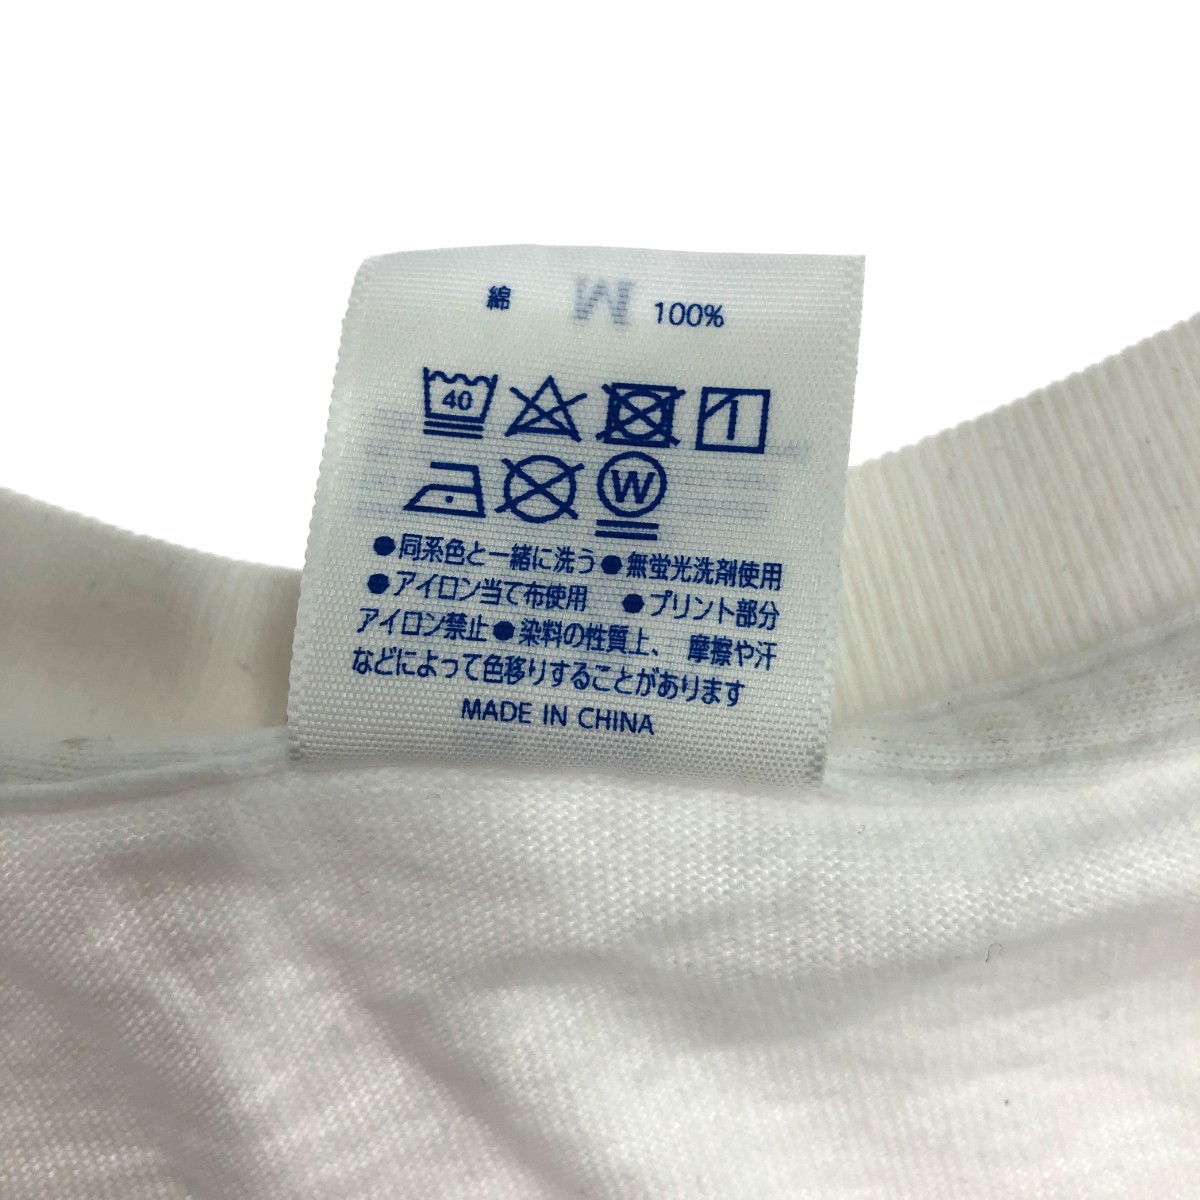 綿 M 100%
40
W
●同系色と一緒に洗う●無蛍光洗剤使用
●アイロン当て布使用 ●プリント部分
アイロン禁止●染料の性質上、摩擦や汗
などによって色移りすることがあります
MADE IN CHINA